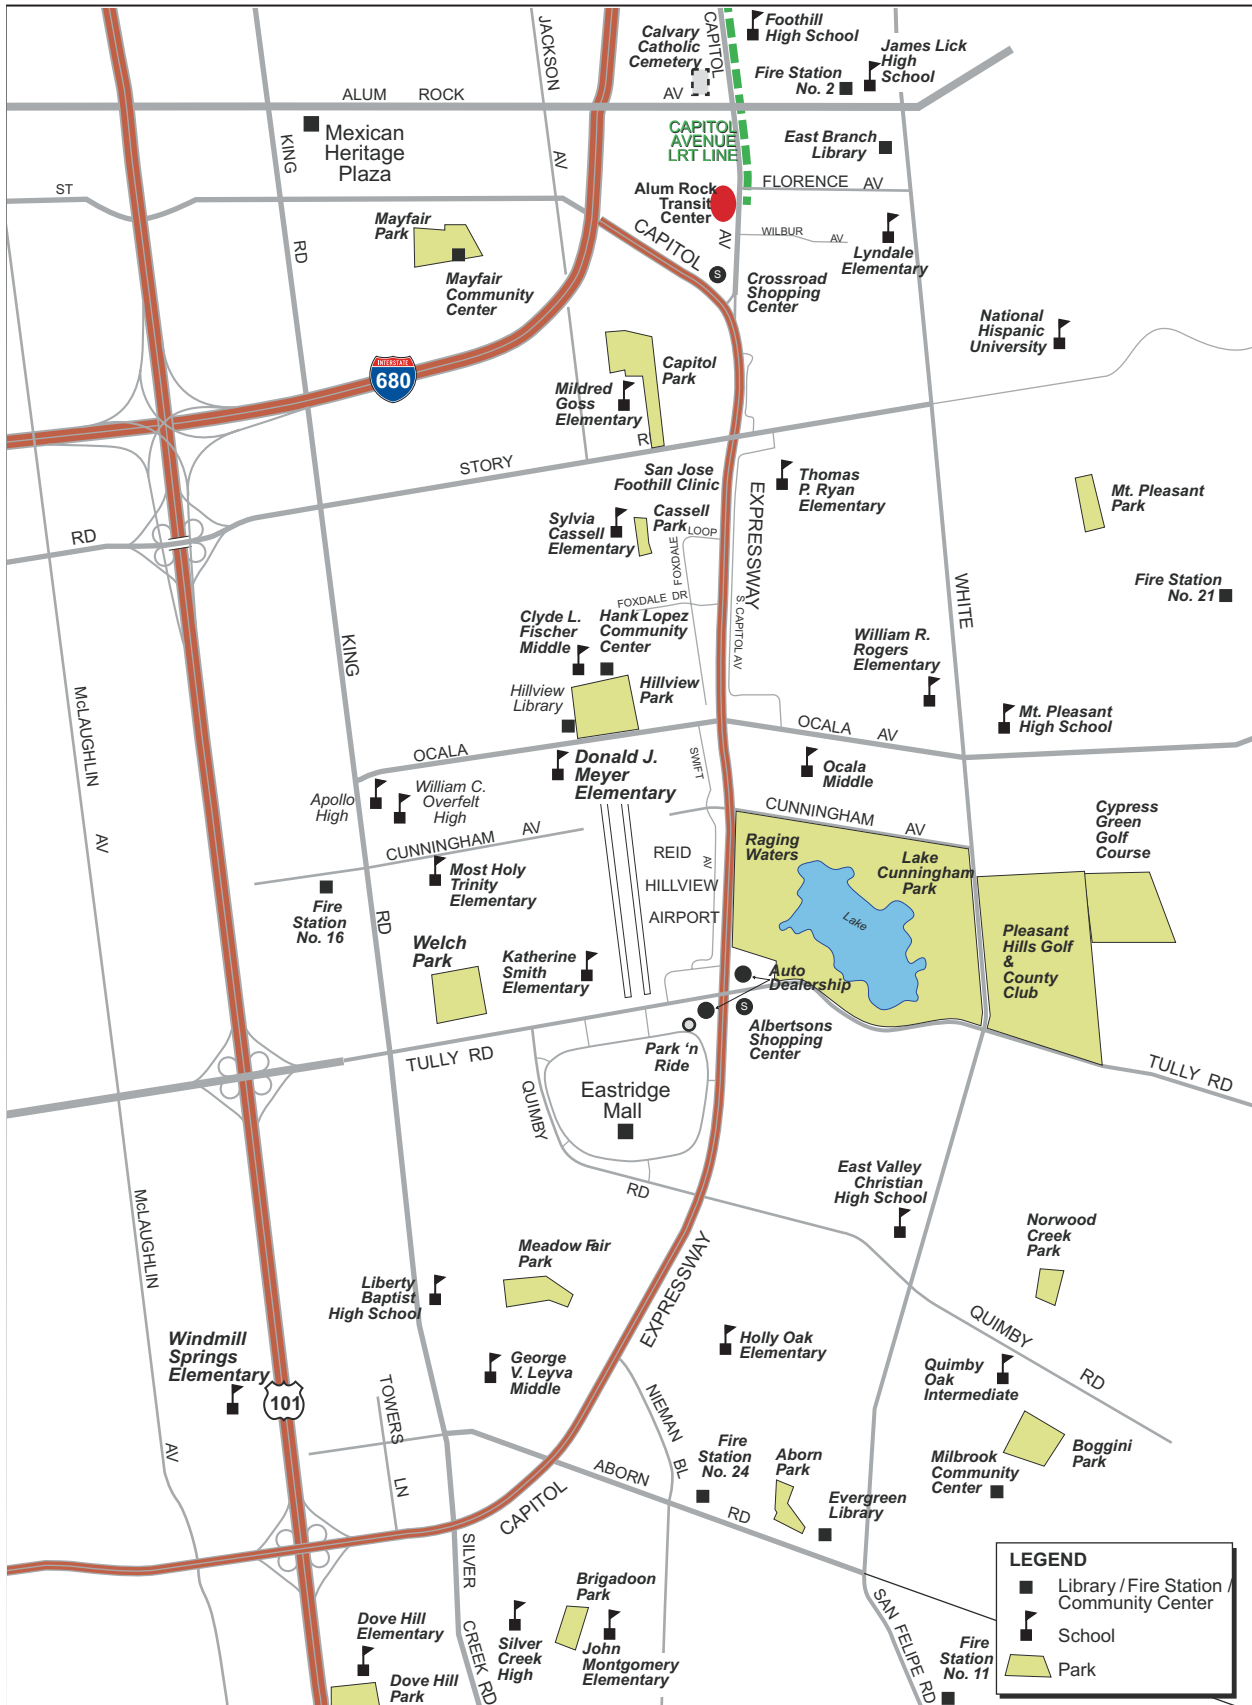 JACKSON
AV
CAPITOL
Foothill
High School
Calvary
Catholic
Cemetery
James Lick
High
School
Fire Station
No. 2
ALUM ROCK
AV
Mexican
Heritage
Plaza
KING
RD
CAPITOL
AVENUE
LRT LINE
East Branch
Library
FLORENCE AV
ST
Alum Rock
Transit
Center
Mayfair
Park
CAPITOL
AV
WILBUR AV
Lyndale
Elementary
S
Mayfair
Community
Center
Crossroad
Shopping
Center
National
Hispanic
University
INTERSTATE
680
Capitol
Park
Mildred
Goss
Elementary
R
STORY
RD
San Jose
Foothill Clinic
Thomas
P. Ryan
Elementary
EXPRESSWAY
Mt. Pleasant
Park
Sylvia
Cassell
Elementary
Cassell
Park
LOOP
FOXDALE
FOXDALE DR
S. CAPITOL AV
WHITE
Fire Station
No. 21
Clyde L.
Fischer
Middle
Hank Lopez
Community
Center
William R.
Rogers
Elementary
KING
Hillview
Library
Hillview
Park
McLAUGHLIN
AV
Mt. Pleasant
High School
OCALA AV
OCALA
SWIFT
AV
Donald J.
Meyer
Elementary
Ocala
Middle
Apollo
High
William C.
Overfelt
High
CUNNINGHAM AV
CUNNINGHAM AV
Cypress
Green
Golf
Course
REID
HILLVIEW
AIRPORT
Raging
Waters
Lake
Cunningham
Park
Lake
Most Holy
Trinity
Elementary
Fire
Station
No. 16
RD
Welch
Park
Katherine
Smith
Elementary
Pleasant
Hills Golf
&
County
Club
Auto
Dealership
S
Albertsons
Shopping
Center
Park ‘n
Ride
TULLY RD
TULLY RD
QUIMBY
RD
Eastridge
Mall
East Valley
Christian
High School
McLAUGHLIN
AV
Norwood
Creek
Park
Meadow Fair
Park
Liberty
Baptist
High School
EXPRESSWAY
QUIMBY
RD
Windmill
Springs
Elementary
101
George
V. Leyva
Middle
Holly Oak
Elementary
Quimby
Oak
Intermediate
TOWERS
LN
NIEMAN
BL
Fire
Station
No. 24
Aborn
Park
Milbrook
Community
Center
Boggini
Park
ABORN
RD
Evergreen
Library
CAPITOL
SILVER
CREEK RD
SAN FELIPE RD
Brigadoon
Park
Dove Hill
Elementary
Silver
Creek
High
John
Montgomery
Elementary
Dove Hill
Park
Fire
Station
No. 11
LEGEND
Library / Fire Station /
Community Center
School
Park